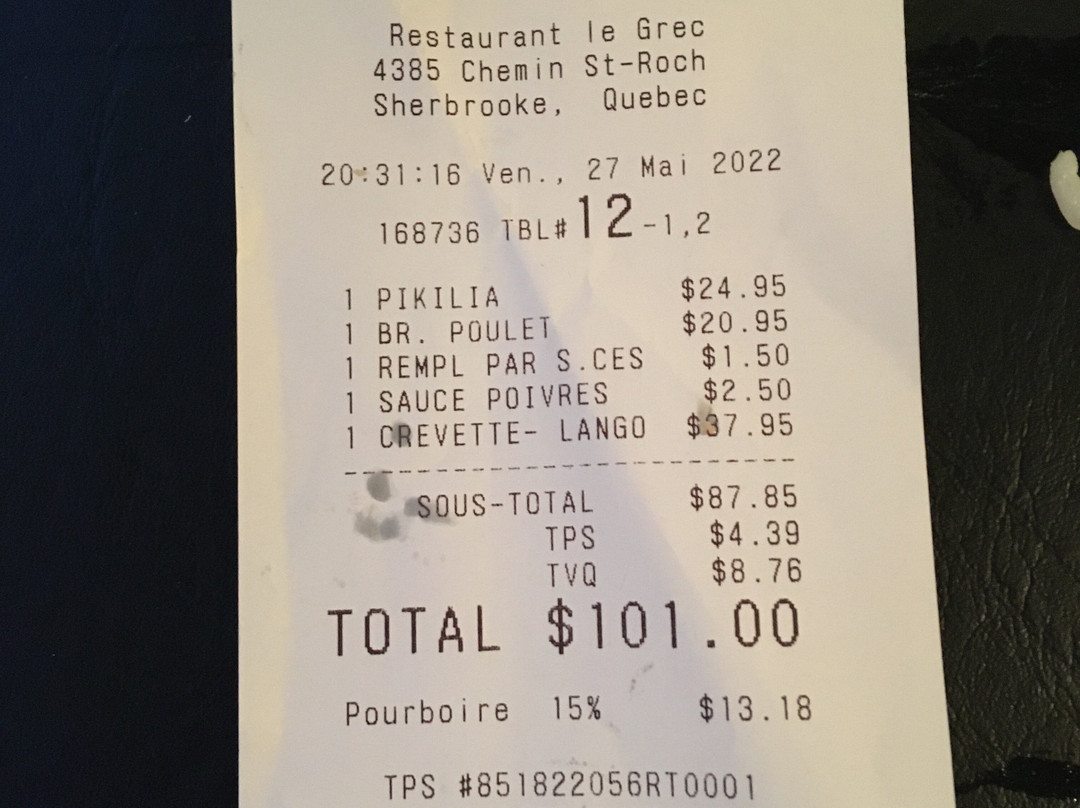 Restaurant le Grec
4385 Chemin St-Roch
Sherbrooke, Quebec
20:31:16 Ven., 27 Mai 2022
168736 TBL# 12-1,2
1 PIKILIA $24.95
1 BR. POULET $20.95
1 REMPL PAR S.CES $1.50
1 SAUCE POIVRES $2.50
1 CREVETTE- LANGO $37.95
--------------------------------
SOUS-TOTAL $87.85
TPS $4.39
TVQ $8.76
TOTAL $101.00
Pourboire 15% $13.18
TPS #851822056RT0001